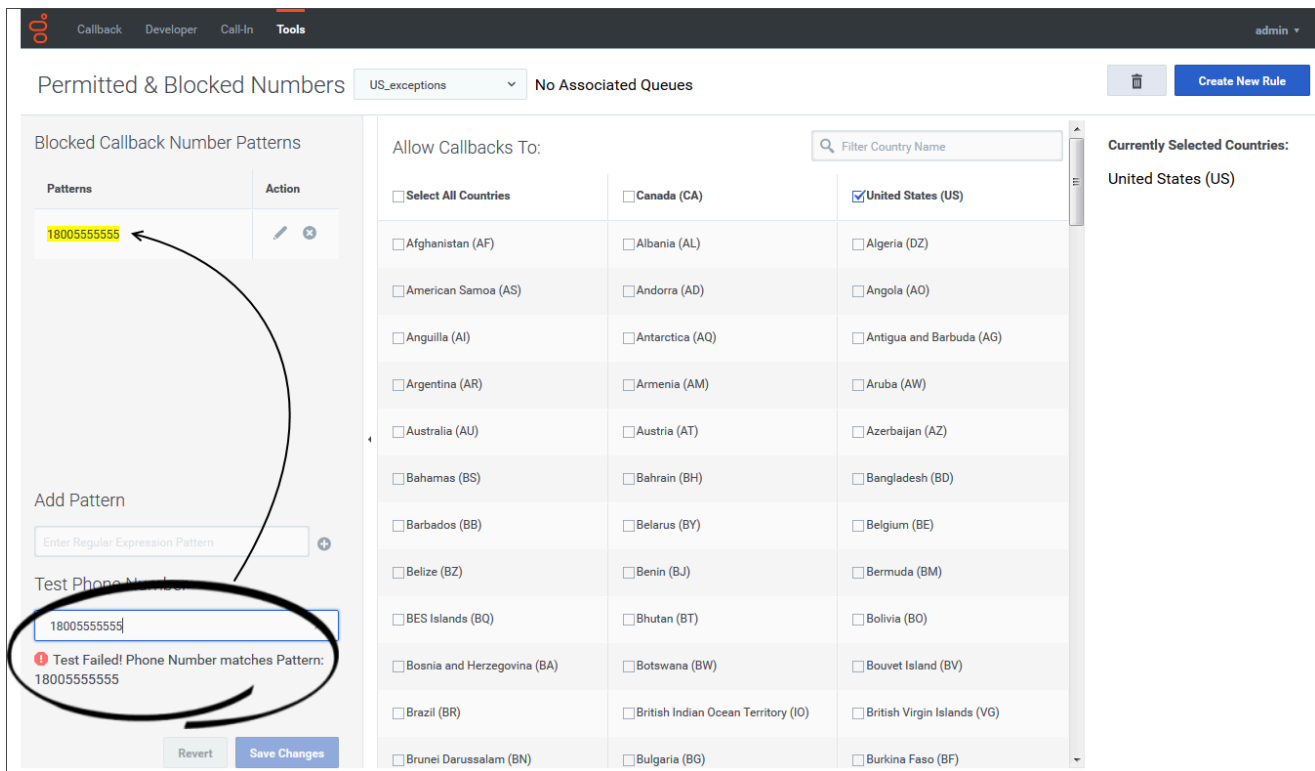 Callback Developer Call-In Tools admin
Permitted & Blocked Numbers US_exceptions No Associated Queues Create New Rule
Blocked Callback Number Patterns
Patterns Action
18005555555
Add Pattern
Enter Regular Expression Pattern
Test Phone Number
18005555555
Test Failed! Phone Number matches Pattern:
18005555555
Revert Save Changes
Allow Callbacks To: Filter Country Name
Select All Countries Canada (CA) United States (US)
Afghanistan (AF) Albania (AL) Algeria (DZ)
American Samoa (AS) Andorra (AD) Angola (AO)
Anguilla (AI) Antarctica (AQ) Antigua and Barbuda (AG)
Argentina (AR) Armenia (AM) Aruba (AW)
Australia (AU) Austria (AT) Azerbaijan (AZ)
Bahamas (BS) Bahrain (BH) Bangladesh (BD)
Barbados (BB) Belarus (BY) Belgium (BE)
Belize (BZ) Benin (BJ) Bermuda (BM)
BES Islands (BQ) Bhutan (BT) Bolivia (BO)
Bosnia and Herzegovina (BA) Botswana (BW) Bouvet Island (BV)
Brazil (BR) British Indian Ocean Territory (IO) British Virgin Islands (VG)
Brunei Darussalam (BN) Bulgaria (BG) Burkina Faso (BF)
Currently Selected Countries:
United States (US)